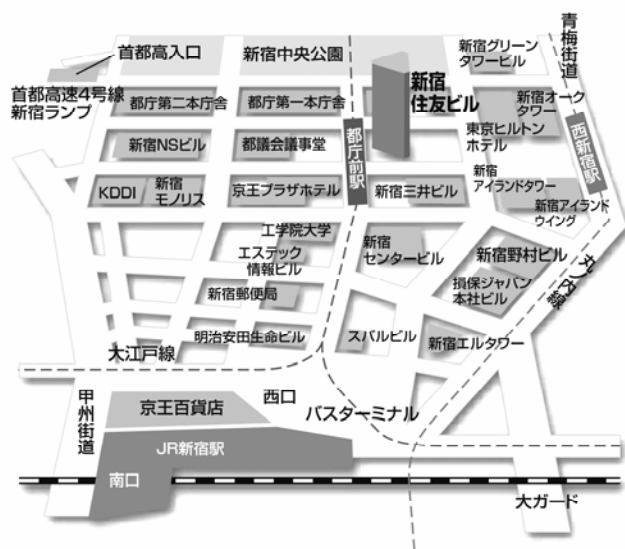 首都高入口
新宿中央公園
新宿グリーン
タワービル
青梅街道
首都高速4号線
新宿ランプ
都庁第二本庁舎
都庁第一本庁舎
新宿
住友ビル
新宿オーク
タワー
新宿NSビル
都議会議事堂
都庁前駅
東京ヒルトン
ホテル
西新宿駅
KDDI
新宿
モノリス
京王プラザホテル
新宿三井ビル
新宿
アイランドタワー
新宿アイランド
ウイング
工学院大学
エステック
情報ビル
新宿
センタービル
新宿野村ビル
丸ノ内線
新宿郵便局
損保ジャパン
本社ビル
明治安田生命ビル
スバルビル
新宿エルタワー
大江戸線
甲州街道
京王百貨店
西口
バスターミナル
JR新宿駅
南口
大ガード